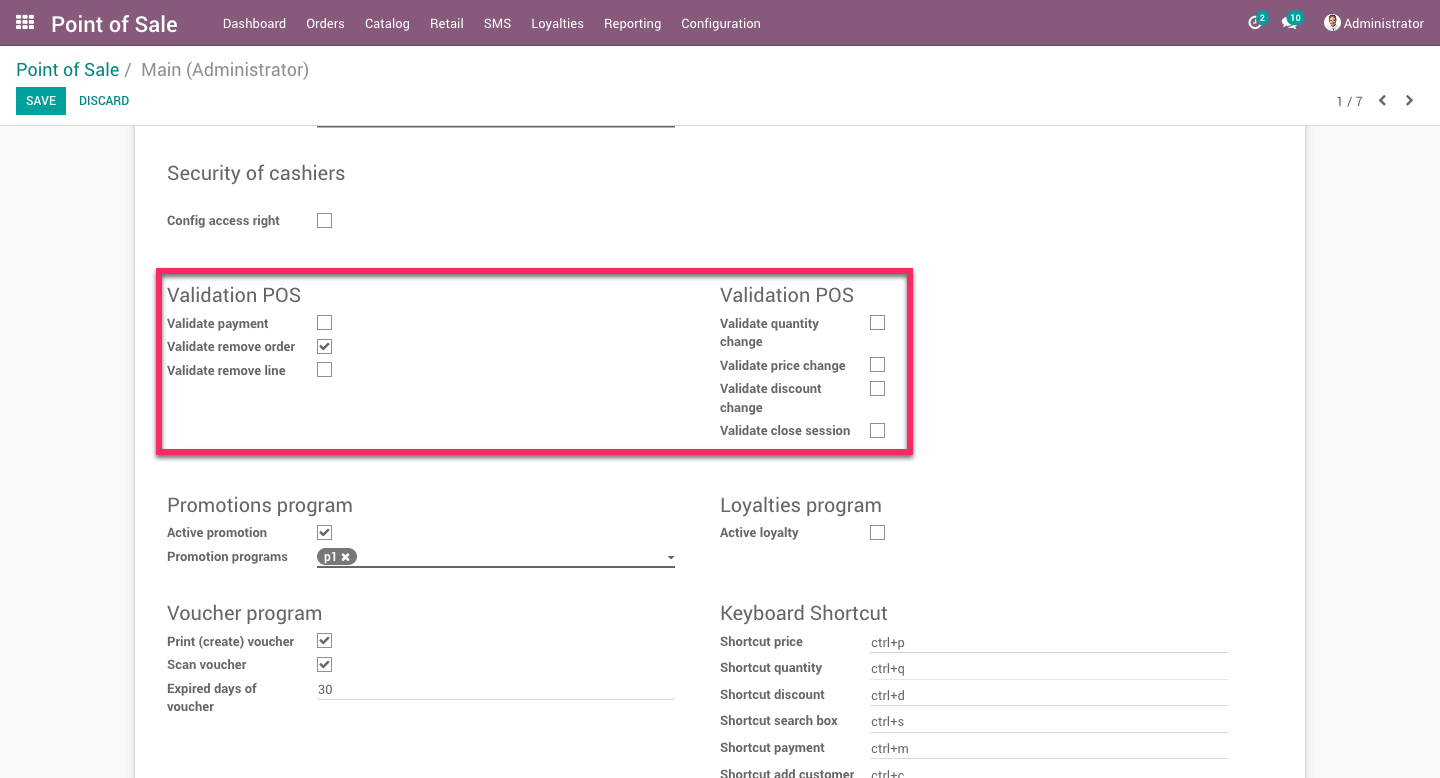 Point of Sale Dashboard Orders Catalog Retail SMS Loyalties Reporting Configuration 2 10 Administrator
Point of Sale / Main (Administrator)
SAVE DISCARD 1 / 7
Security of cashiers
Config access right
Validation POS
Validate payment
Validate remove order
Validate remove line
Validation POS
Validate quantity
change
Validate price change
Validate discount
change
Validate close session
Promotions program
Active promotion
Promotion programs p1
Loyalties program
Active loyalty
Voucher program
Print (create) voucher
Scan voucher
Expired days of 30
voucher
Keyboard Shortcut
Shortcut price ctrl+p
Shortcut quantity ctrl+q
Shortcut discount ctrl+d
Shortcut search box ctrl+s
Shortcut payment ctrl+m
Shortcut add customer ctrl+c